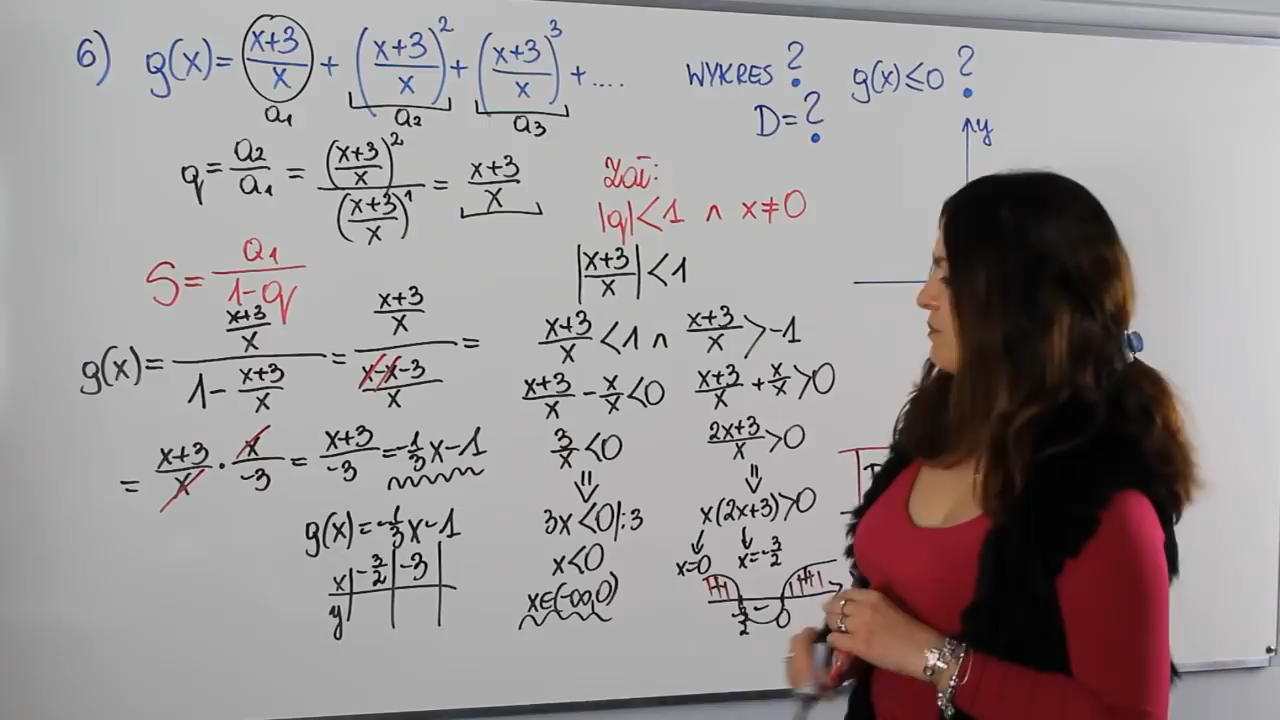 6) g(x)= (x+3)/x + ((x+3)/x)² + ((x+3)/x)³ + ....
a₁ a₂ a₃
WYKRES ? g(x)≤0 ?
D=?
y
q= a₂/a₁ = ((x+3)/x)²/((x+3)/x)¹ = (x+3)/x
Zał:
|q|<1 ∧ x≠0
S= a₁/(1-q)
g(x)= ((x+3)/x)/(1-(x+3)/x) = ((x+3)/x)/((x-x-3)/x) =
= (x+3)/x · x/-3 = (x+3)/-3 = -1/3x-1
g(x)=-1/3x-1
x | -3/2 | -3
y
|(x+3)/x|<1
(x+3)/x <1 ∧ (x+3)/x >-1
(x+3)/x - x/x <0 (x+3)/x + x/x >0
3/x <0 (2x+3)/x >0
⇓ ⇓
3x<0|:3 x(2x+3)>0
x<0 x=0 x=-3/2
x∈(-∞,0)
-3/2 - 0